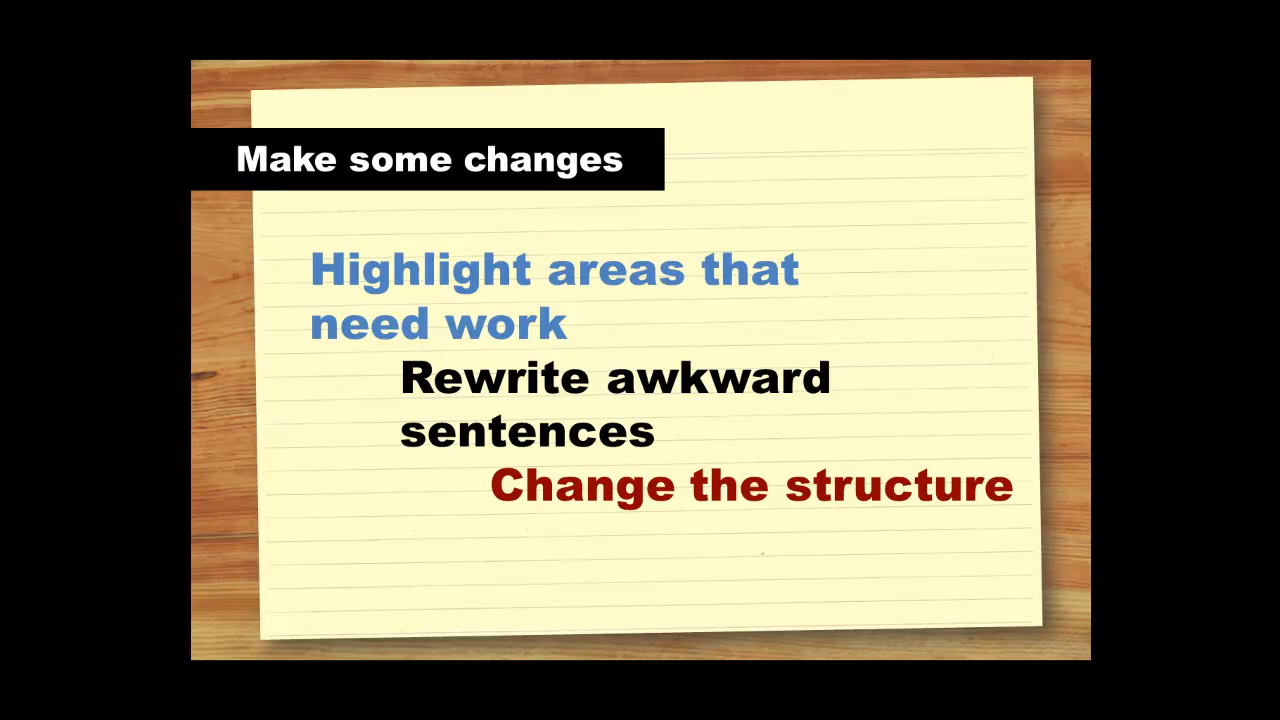 Make some changes
Highlight areas that
need work
Rewrite awkward
sentences
Change the structure